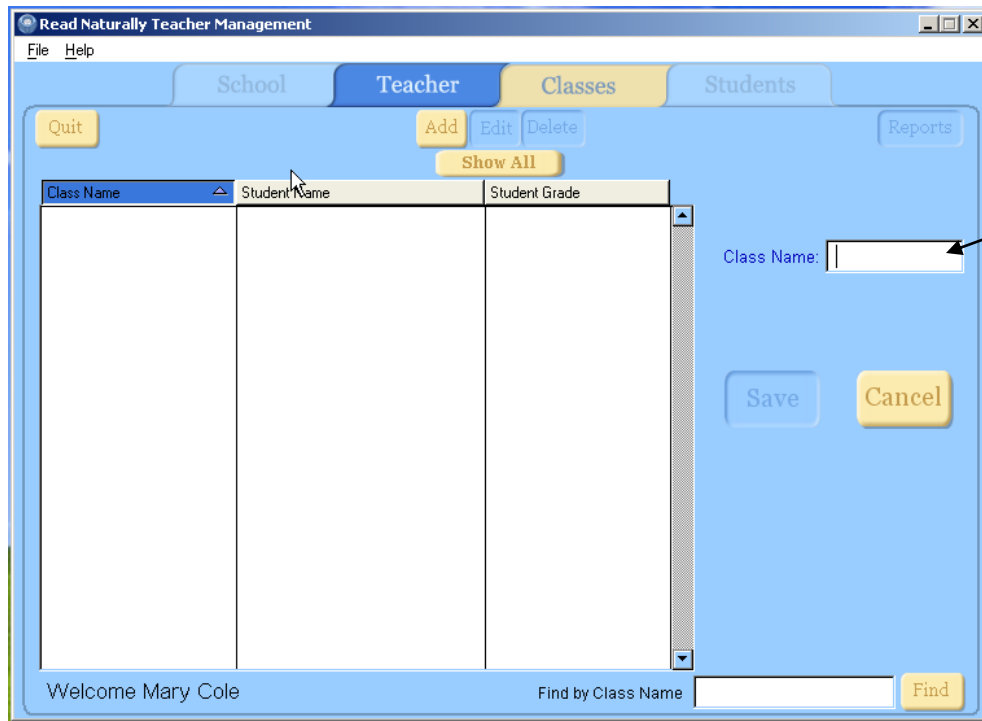 Read Naturally Teacher Management
File Help
School Teacher Classes Students
Quit Add Edit Delete Reports
Show All
Class Name Student Name Student Grade
Class Name:
Save Cancel
Welcome Mary Cole Find by Class Name Find